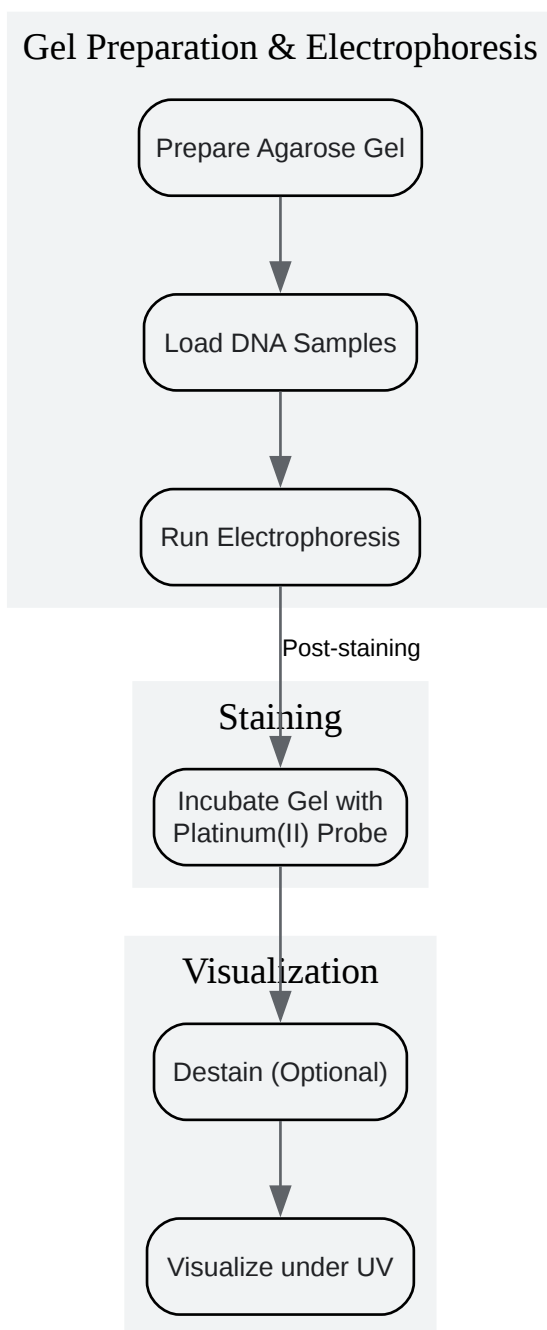 Gel Preparation & Electrophoresis
Prepare Agarose Gel
Load DNA Samples
Run Electrophoresis
Post-staining
Staining
Incubate Gel with
Platinum(II) Probe
Visualization
Destain (Optional)
Visualize under UV